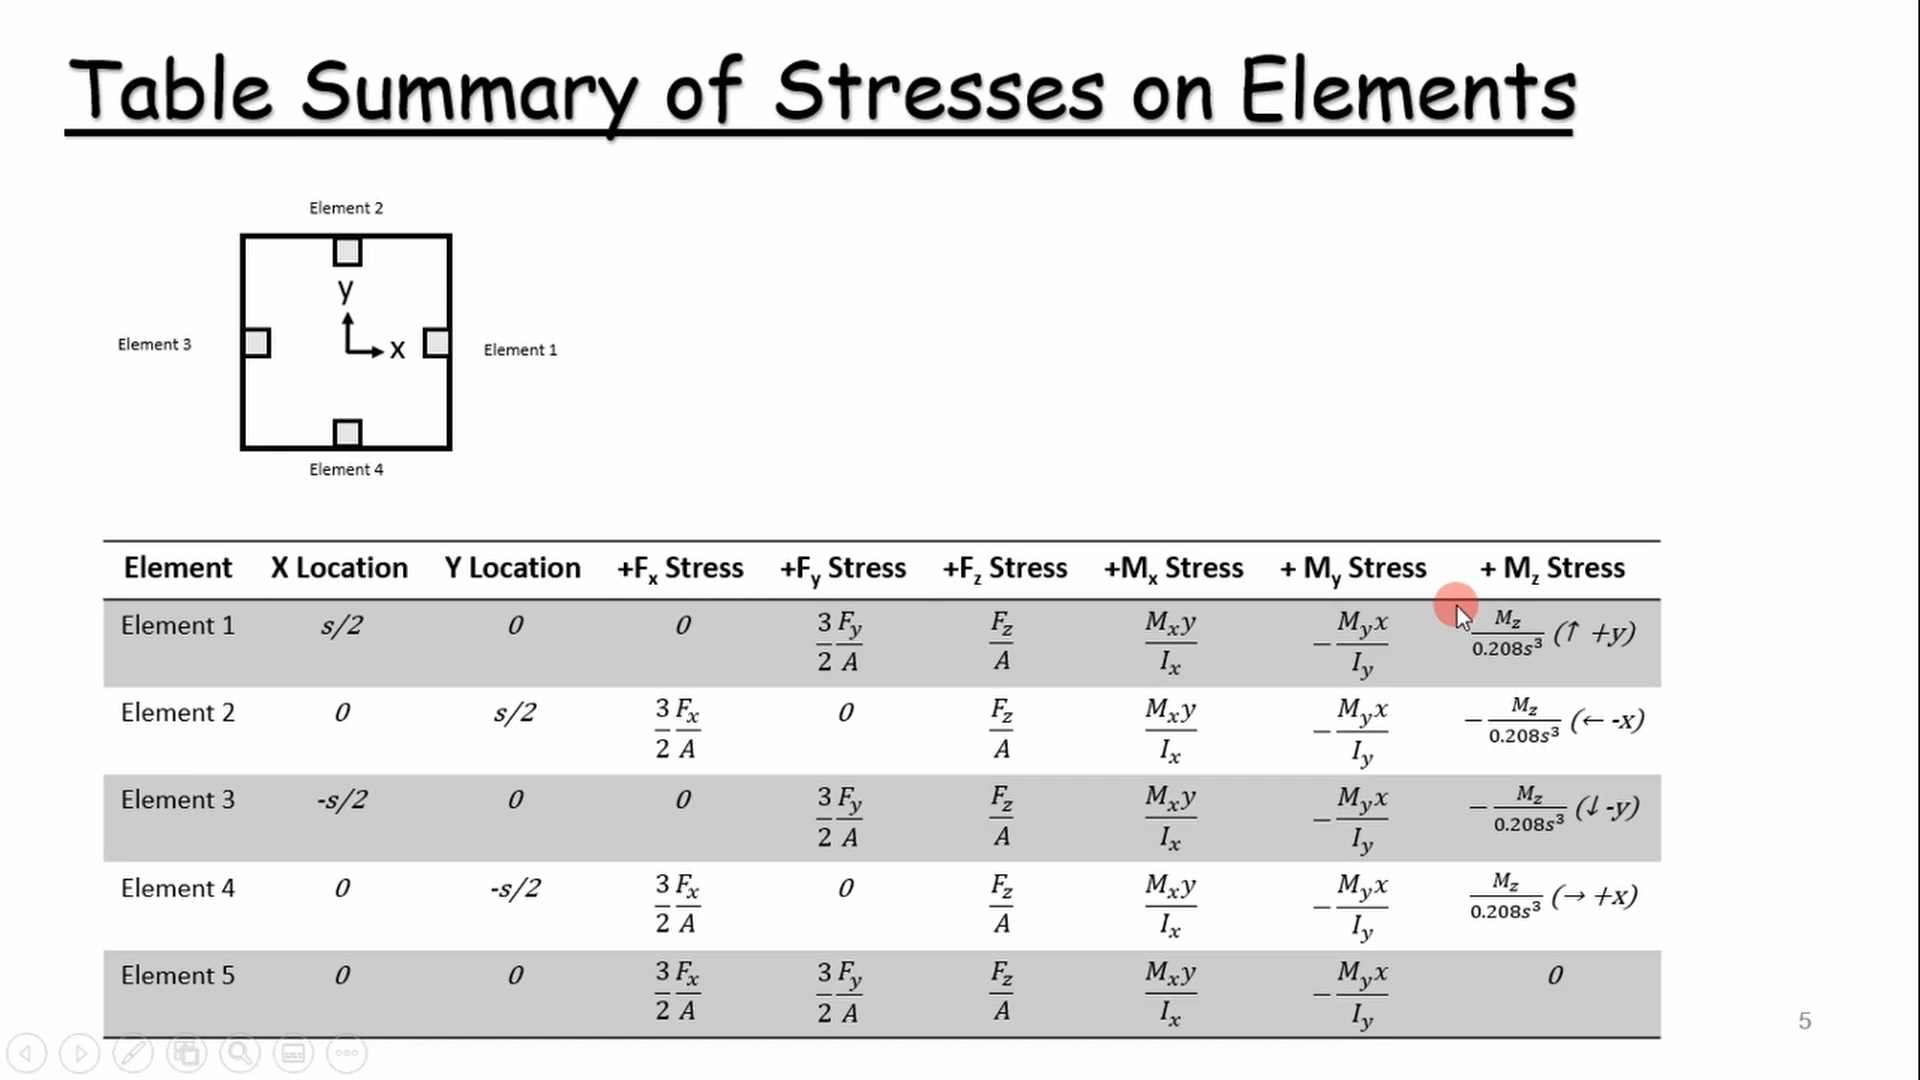 Table Summary of Stresses on Elements
Element 2
y
Element 3
x
Element 1
Element 4
Element X Location Y Location +Fx Stress +Fy Stress +Fz Stress +Mx Stress + My Stress + Mz Stress
Element 1 s/2 0 0 3/2 Fy/A Fz/A Mxy/Ix −Myx/Iy Mz/0.208s³ (↑ +y)
Element 2 0 s/2 3/2 Fx/A 0 Fz/A Mxy/Ix −Myx/Iy −Mz/0.208s³ (← -x)
Element 3 -s/2 0 0 3/2 Fy/A Fz/A Mxy/Ix −Myx/Iy −Mz/0.208s³ (↓ -y)
Element 4 0 -s/2 3/2 Fx/A 0 Fz/A Mxy/Ix −Myx/Iy Mz/0.208s³ (→ +x)
Element 5 0 0 3/2 Fx/A 3/2 Fy/A Fz/A Mxy/Ix −Myx/Iy 0
5